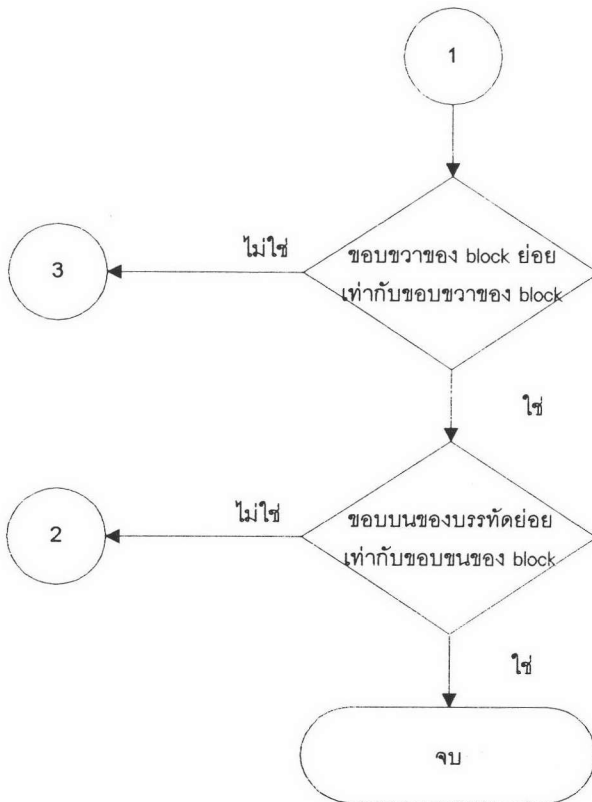 1
ไม่ใช่
3
ขอบขวาของ block ย่อย
เท่ากับขอบขวาของ block
ใช่
ไม่ใช่
2
ขอบบนของบรรทัดย่อย
เท่ากับขอบขนของ block
ใช่
จบ